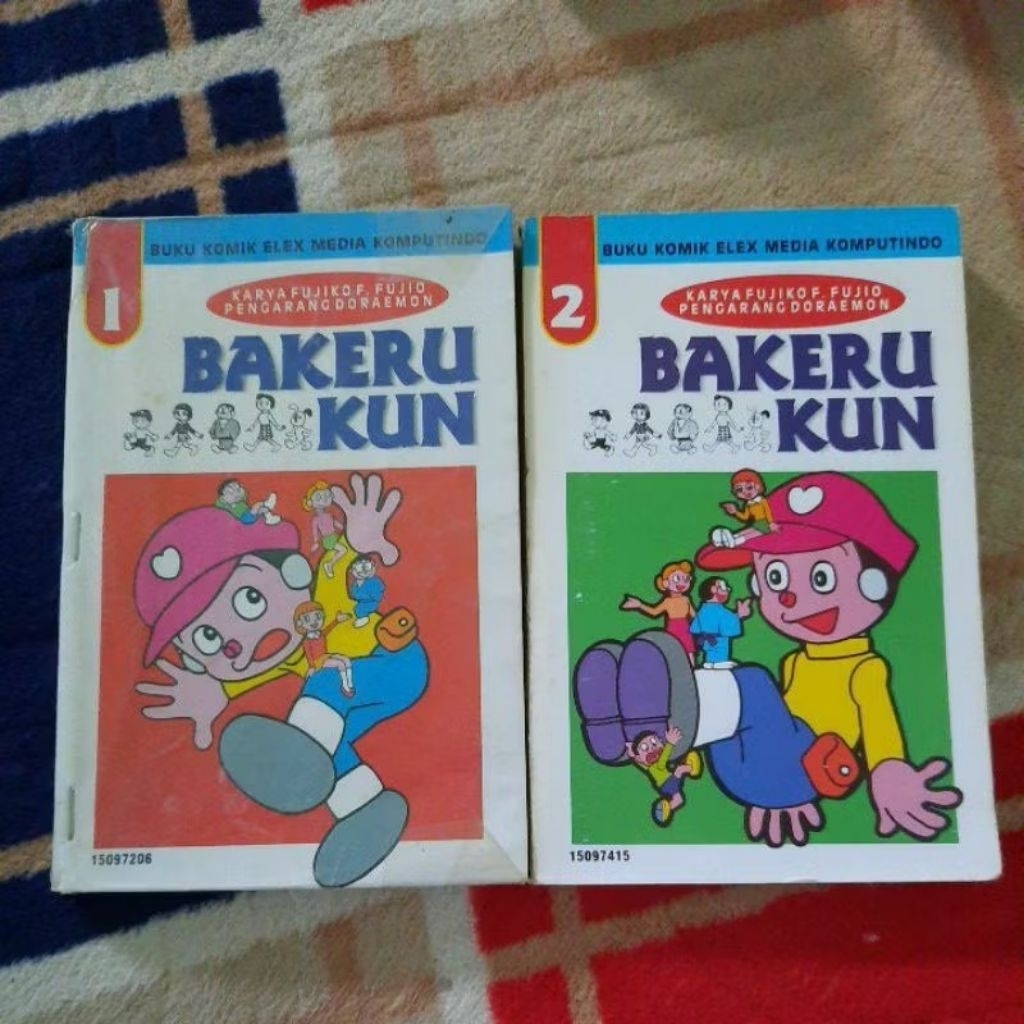 1
BUKU KOMIK ELEX MEDIA KOMPUTINDO
KARYA FUJIKO F. FUJIO
PENGARANG DORAEMON
BAKERU
KUN
15097206
2
BUKU KOMIK ELEX MEDIA KOMPUTINDO
KARYA FUJIKO F. FUJIO
PENGARANG DORAEMON
BAKERU
KUN
15097415